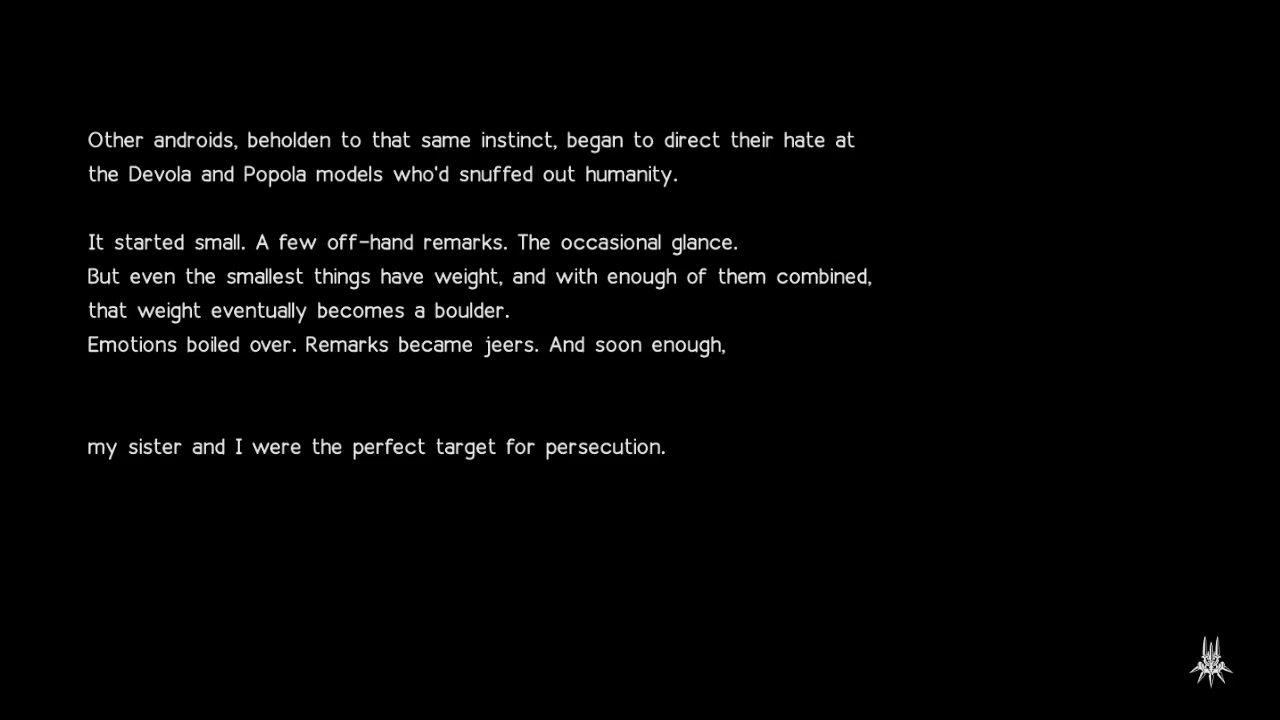 Other androids, beholden to that same instinct, began to direct their hate at
the Devola and Popola models who'd snuffed out humanity.
It started small. A few off-hand remarks. The occasional glance.
But even the smallest things have weight, and with enough of them combined,
that weight eventually becomes a boulder.
Emotions boiled over. Remarks became jeers. And soon enough,
my sister and I were the perfect target for persecution.